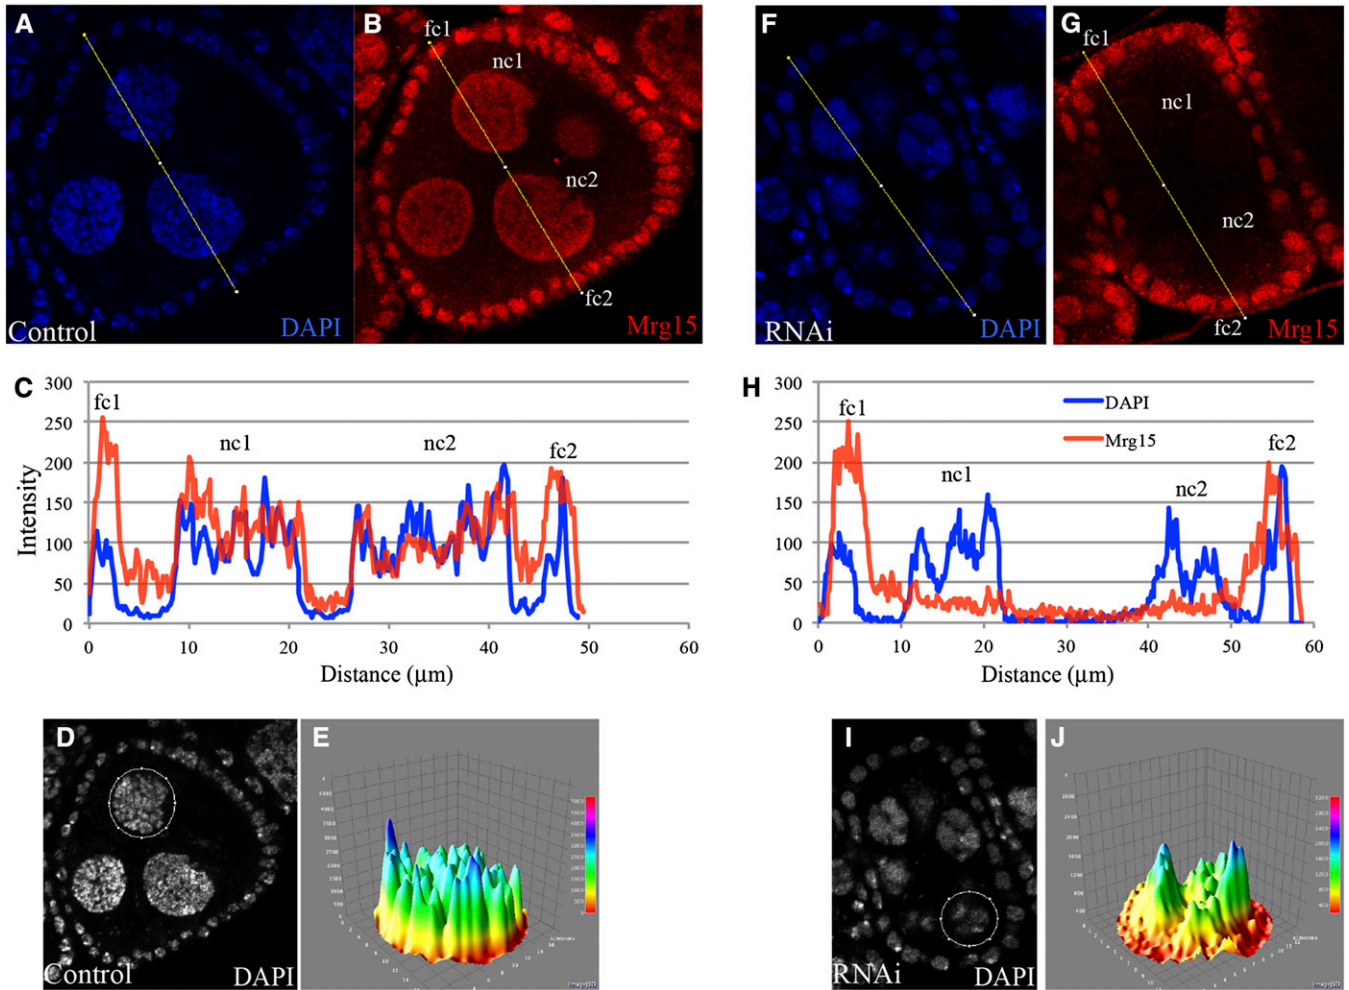 A
Control
DAPI
B
fc1
nc1
nc2
fc2
Mrg15
F
RNAi
DAPI
G
fc1
nc1
nc2
fc2
Mrg15
C
Intensity
300
250
200
150
100
50
0
fc1
nc1
nc2
fc2
0 10 20 30 40 50 60
Distance (µm)
H
300
250
200
150
100
50
0
fc1
nc1
nc2
fc2
DAPI
Mrg15
0 10 20 30 40 50 60
Distance (µm)
D
Control
DAPI
E
I
RNAi
DAPI
J